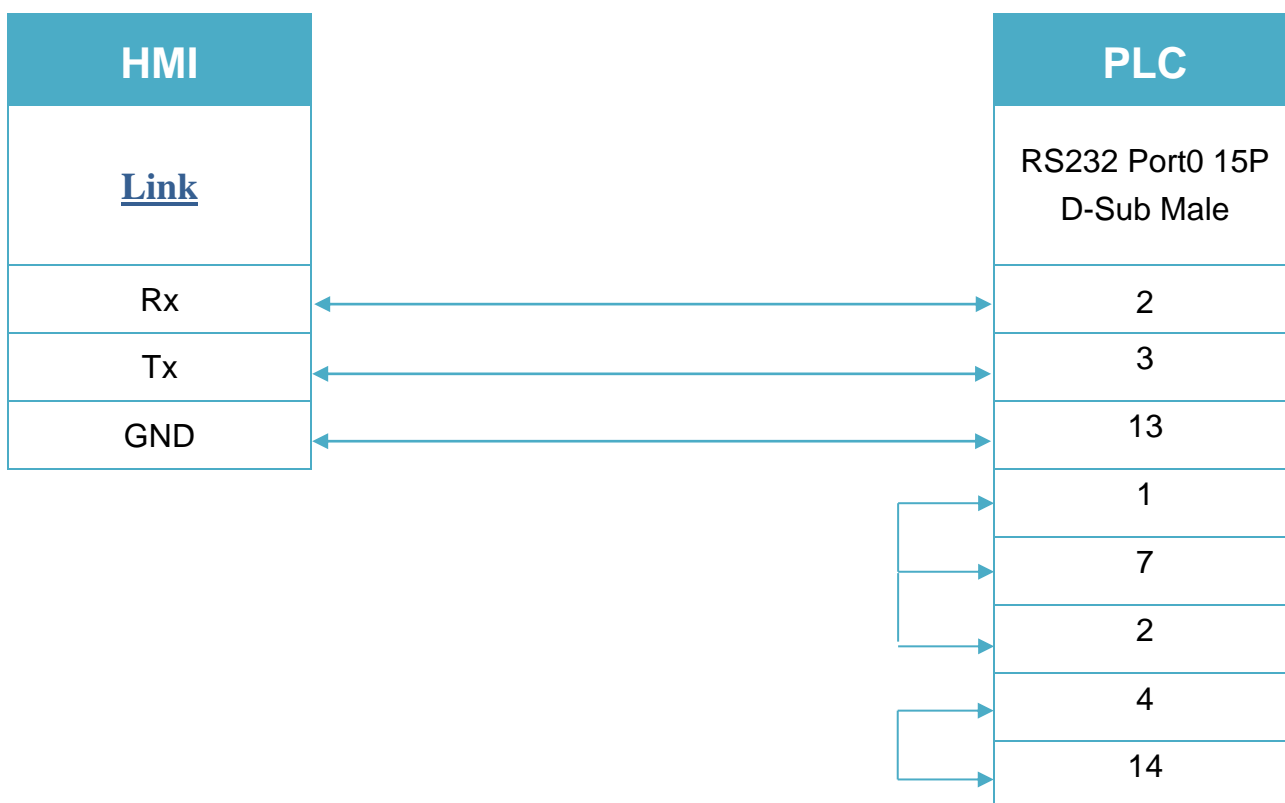 HMI
PLC
Link
RS232 Port0 15P
D-Sub Male
Rx
2
Tx
3
GND
13
1
7
2
4
14